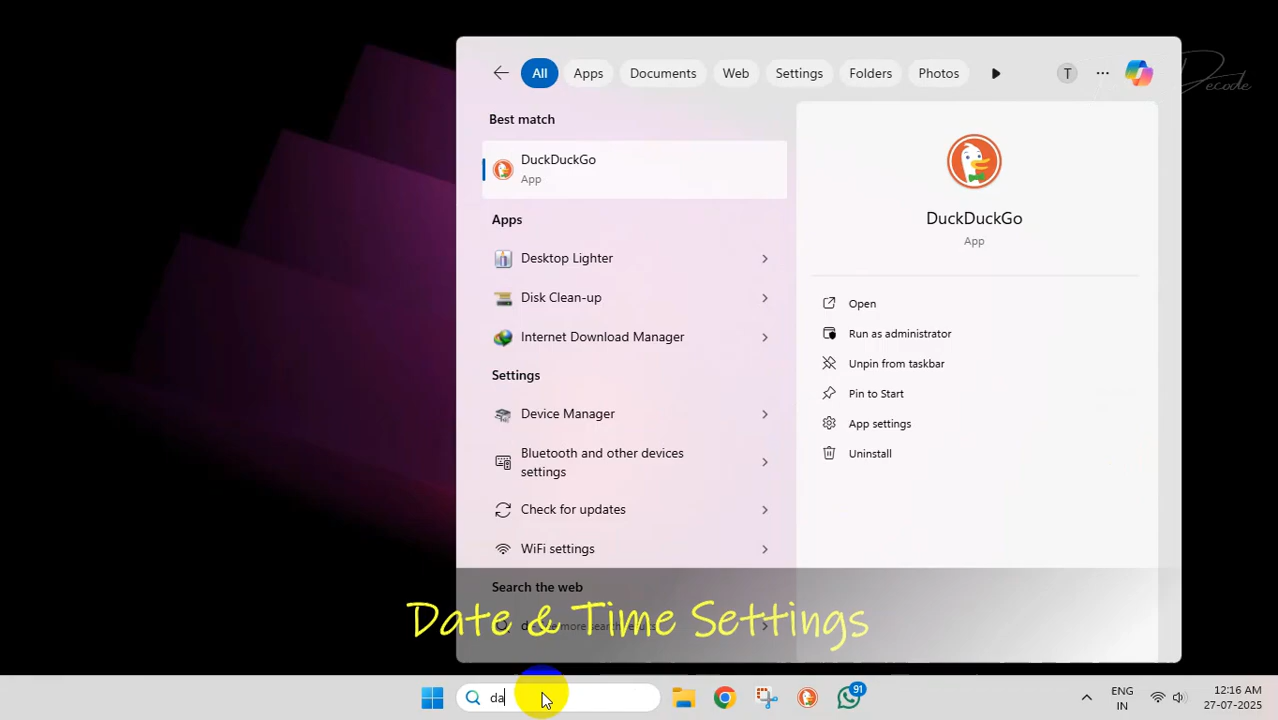 Decode
All
Apps
Documents
Web
Settings
Folders
Photos
T
Best match
DuckDuckGo
App
Apps
Desktop Lighter
Disk Clean-up
Internet Download Manager
Settings
Device Manager
Bluetooth and other devices
settings
Check for updates
WiFi settings
Search the web
DuckDuckGo
App
Open
Run as administrator
Unpin from taskbar
Pin to Start
App settings
Uninstall
Date & Time Settings
da
91
ENG
IN
12:16 AM
27-07-2025